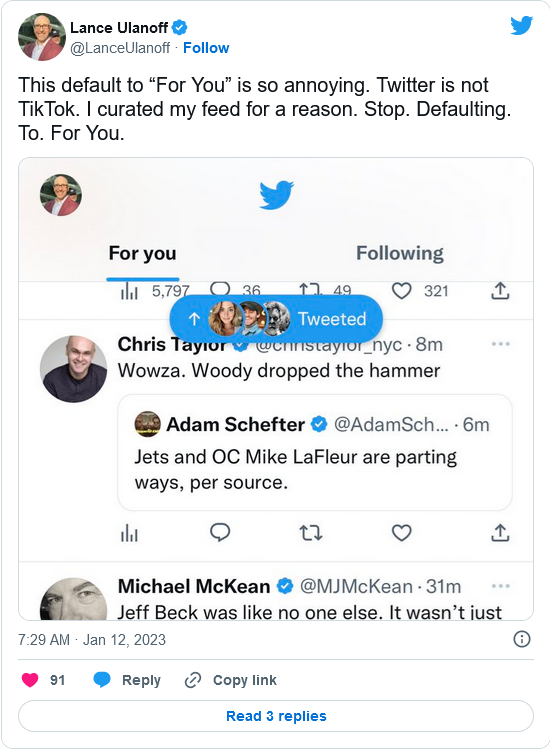 Lance Ulanoff
@LanceUlanoff · Follow
This default to “For You” is so annoying. Twitter is not
TikTok. I curated my feed for a reason. Stop. Defaulting.
To. For You.
For you Following
5,797 36 49 321
Tweeted
Chris Taylor @christaylor_nyc · 8m
Wowza. Woody dropped the hammer
Adam Schefter @AdamSch... · 6m
Jets and OC Mike LaFleur are parting
ways, per source.
Michael McKean @MJMcKean · 31m
Jeff Beck was like no one else. It wasn’t just
7:29 AM · Jan 12, 2023
91 Reply Copy link
Read 3 replies